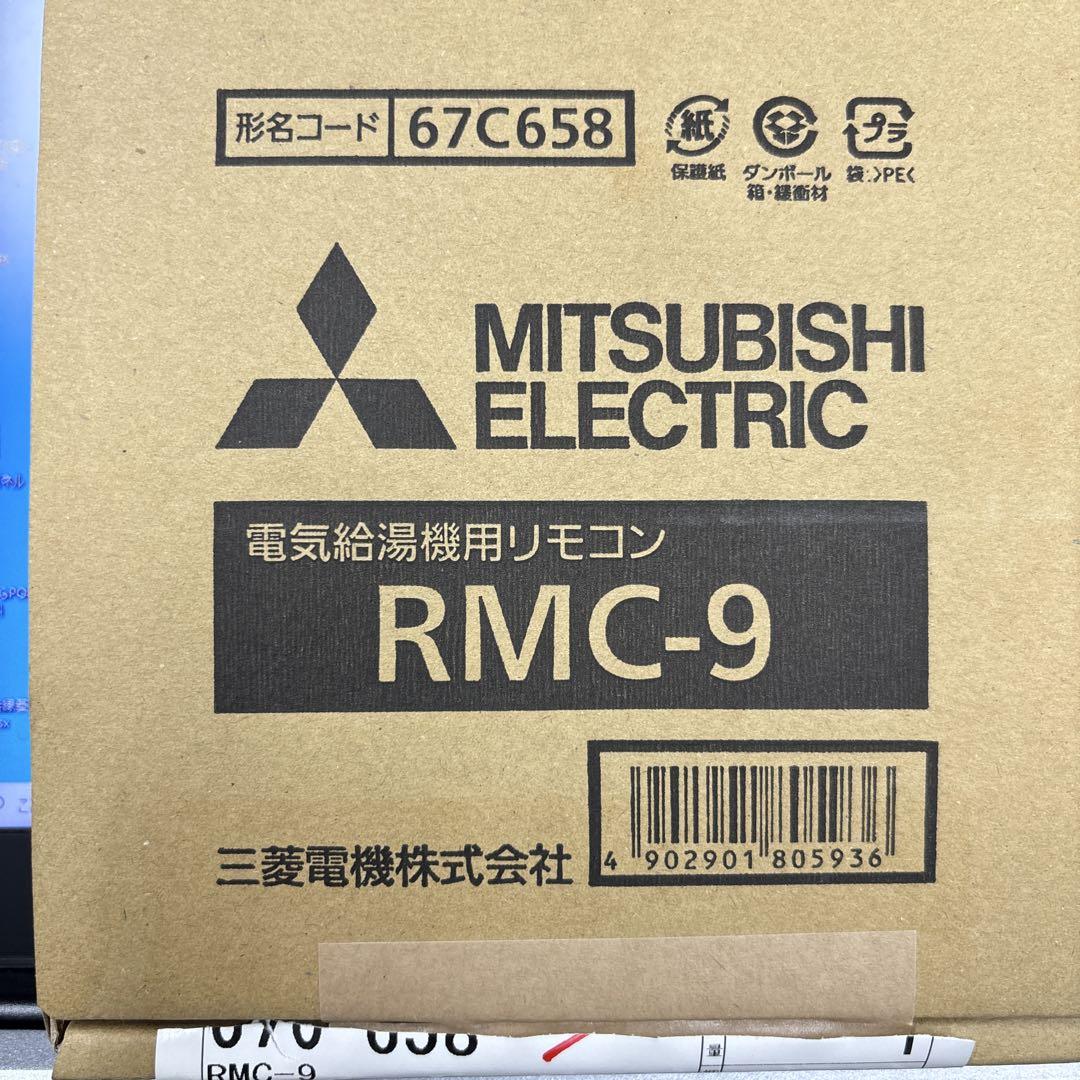 形名コード 67C658
紙
プラ
保護紙
ダンボール
箱・緩衝材
袋:>PE<
MITSUBISHI
ELECTRIC
電気給湯機用リモコン
RMC-9
三菱電機株式会社
4 902901 805936
RMC-9